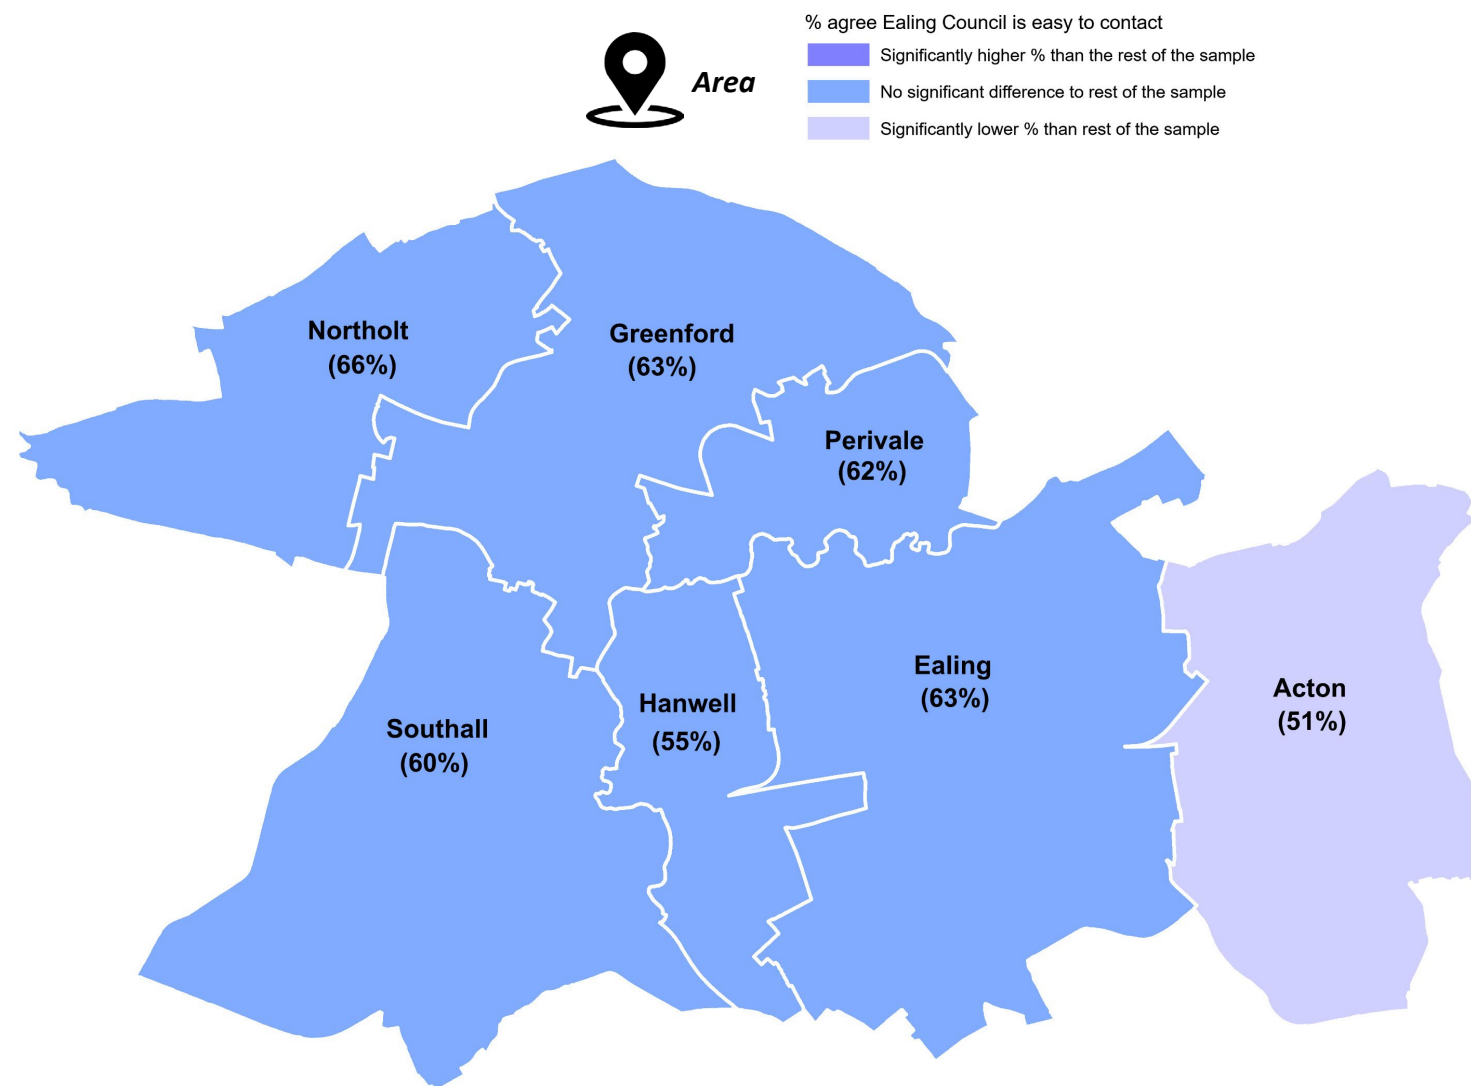 % agree Ealing Council is easy to contact
Area
Significantly higher % than the rest of the sample
No significant difference to rest of the sample
Significantly lower % than rest of the sample
Northolt
(66%)
Greenford
(63%)
Perivale
(62%)
Ealing
(63%)
Acton
(51%)
Hanwell
(55%)
Southall
(60%)